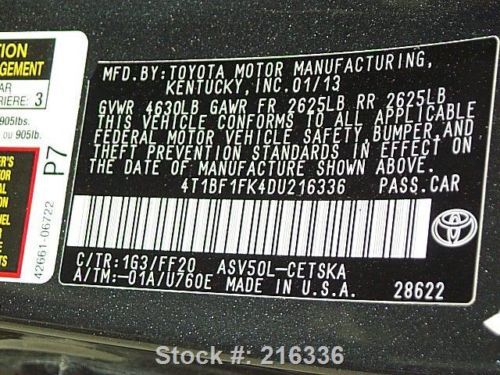 TION
GEMENT
AR
RIERE: 3
905lbs.
ou 905lb.
P7
42661-06722
MFD. BY: TOYOTA MOTOR MANUFACTURING,
KENTUCKY, INC. 01/13
GVWR 4630LB GAWR FR 2625LB RR 2625LB
THIS VEHICLE CONFORMS TO ALL APPLICABLE
FEDERAL MOTOR VEHICLE SAFETY, BUMPER, AND
THEFT PREVENTION STANDARDS IN EFFECT ON
THE DATE OF MANUFACTURE SHOWN ABOVE.
4T1BF1FK4DU216336 PASS. CAR
C/TR: 1G3/FF20 ASV50L-CETSKA
A/TM: -01A/U760E MADE IN U.S.A.
28622
Stock #: 216336